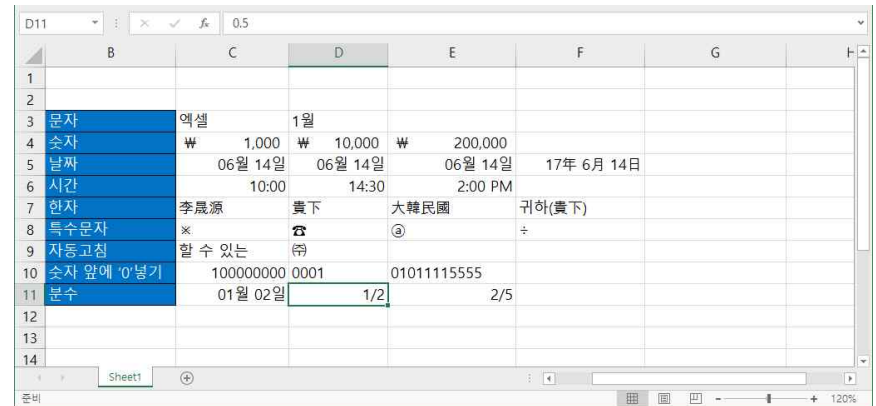 D11 fx 0.5
B C D E F G H
1
2
3 문자 엑셀 1월
4 숫자 ₩ 1,000 ₩ 10,000 ₩ 200,000
5 날짜 06월 14일 06월 14일 06월 14일 17年 6月 14日
6 시간 10:00 14:30 2:00 PM
7 한자 李晟源 貴下 大韓民國 귀하(貴下)
8 특수문자 ※ ☎ ⓐ ÷
9 자동고침 할 수 있는 ㈜
10 숫자 앞에 '0'넣기 100000000 0001 01011115555
11 분수 01월 02일 1/2 2/5
12
13
14
Sheet1
준비 120%